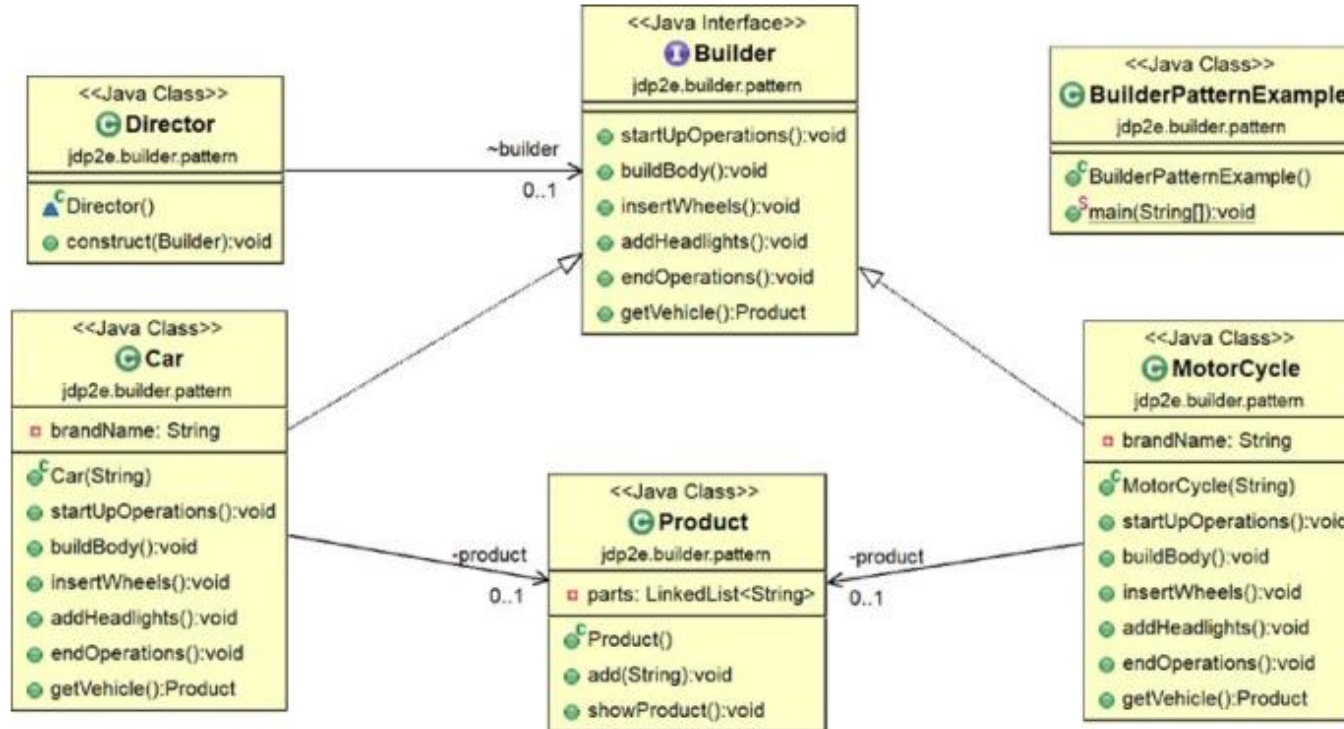 <<Java Class>>
Director
jdp2e.builder.pattern
Director()
construct(Builder):void
~builder
0..1
<<Java Interface>>
Builder
jdp2e.builder.pattern
startUpOperations():void
buildBody():void
insertWheels():void
addHeadlights():void
endOperations():void
getVehicle():Product
<<Java Class>>
BuilderPatternExample
jdp2e.builder.pattern
BuilderPatternExample()
main(String[]):void
<<Java Class>>
Car
jdp2e.builder.pattern
brandName: String
Car(String)
startUpOperations():void
buildBody():void
insertWheels():void
addHeadlights():void
endOperations():void
getVehicle():Product
-product
0..1
<<Java Class>>
Product
jdp2e.builder.pattern
parts: LinkedList<String>
Product()
add(String):void
showProduct():void
-product
0..1
<<Java Class>>
MotorCycle
jdp2e.builder.pattern
brandName: String
MotorCycle(String)
startUpOperations():void
buildBody():void
insertWheels():void
addHeadlights():void
endOperations():void
getVehicle():Product